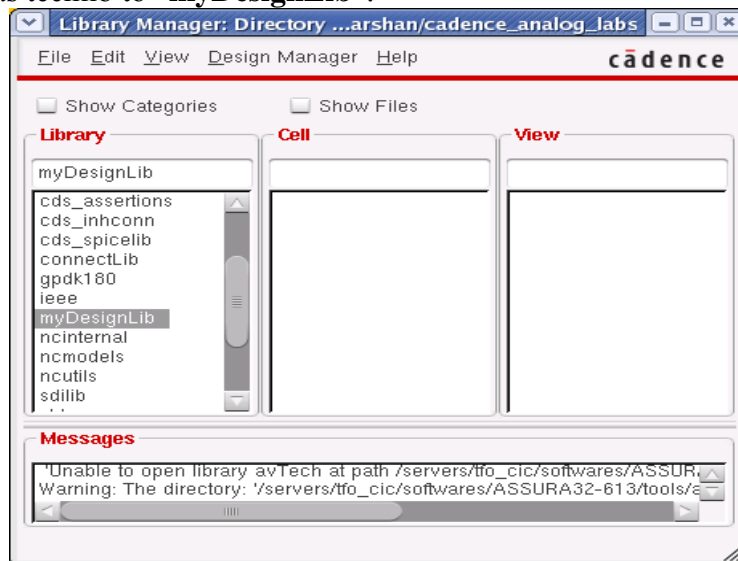 Library Manager: Directory ...arshan/cadence_analog_labs
File Edit View Design Manager Help
cādence
Show Categories Show Files
Library Cell View
myDesignLib
cds_assertions
cds_inhconn
cds_spicelib
connectLib
gpdk180
ieee
myDesignLib
ncinternal
ncmodels
ncutils
sdilib
Messages
"Unable to open library avTech at path /servers/tfo_cic/softwares/ASSUR
Warning: The directory: '/servers/tfo_cic/softwares/ASSURA32-613/tools/a